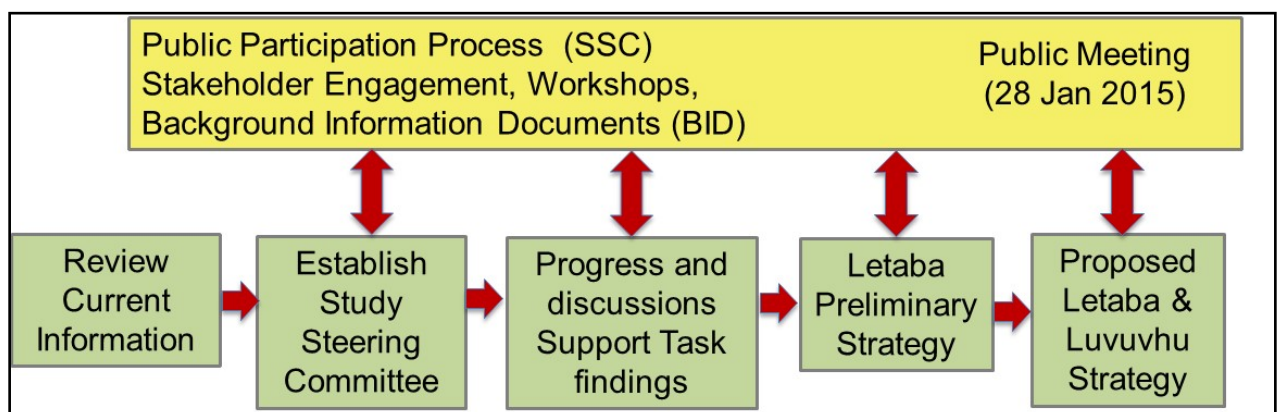 Public Participation Process (SSC)
Stakeholder Engagement, Workshops,
Background Information Documents (BID)
Public Meeting
(28 Jan 2015)
Review
Current
Information
Establish
Study
Steering
Committee
Progress and
discussions
Support Task
findings
Letaba
Preliminary
Strategy
Proposed
Letaba &
Luvuvhu
Strategy